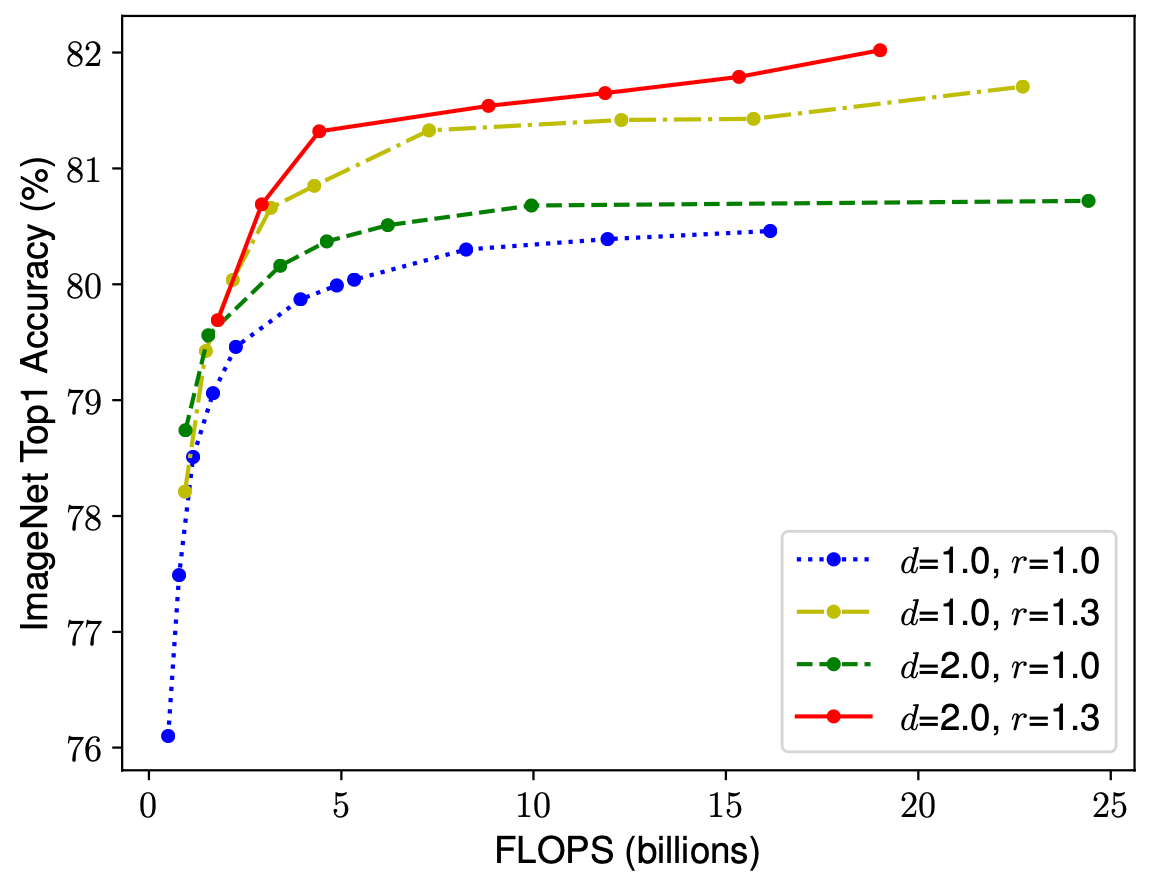 82
81
80
79
78
77
76
ImageNet Top1 Accuracy (%)
d=1.0, r=1.0
d=1.0, r=1.3
d=2.0, r=1.0
d=2.0, r=1.3
0 5 10 15 20 25
FLOPS (billions)